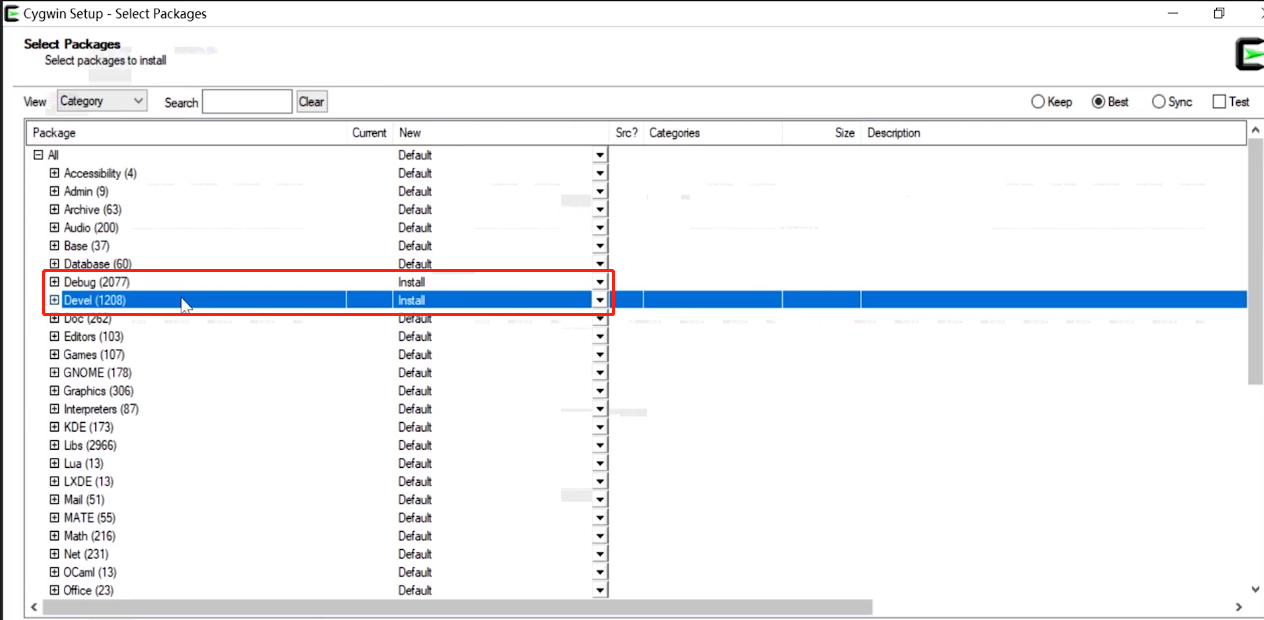 Cygwin Setup - Select Packages
Select Packages
Select packages to install
View Category Search Clear Keep Best Sync Test
Package Current New Src? Categories Size Description
All Default
Accessibility (4) Default
Admin (9) Default
Archive (63) Default
Audio (200) Default
Base (37) Default
Database (60) Default
Debug (2077) Install
Devel (1208) Install
Doc (262) Default
Editors (103) Default
Games (107) Default
GNOME (178) Default
Graphics (306) Default
Interpreters (87) Default
KDE (173) Default
Libs (2966) Default
Lua (13) Default
LXDE (13) Default
Mail (51) Default
MATE (55) Default
Math (216) Default
Net (231) Default
OCaml (13) Default
Office (23) Default